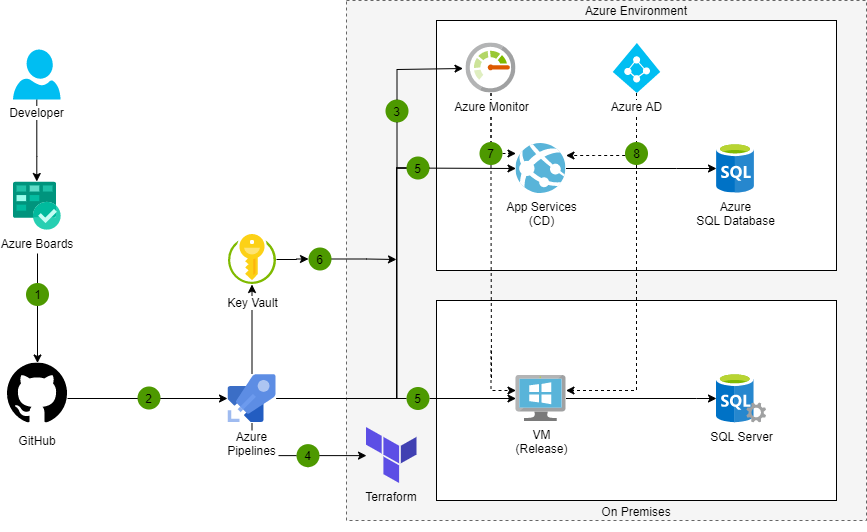 Azure Environment
Developer
3
Azure Monitor
Azure AD
7
8
5
SQL
App Services
(CD)
Azure
SQL Database
Azure Boards
6
1
Key Vault
2
5
SQL
GitHub
Azure
Pipelines
VM
(Release)
SQL Server
4
Terraform
On Premises